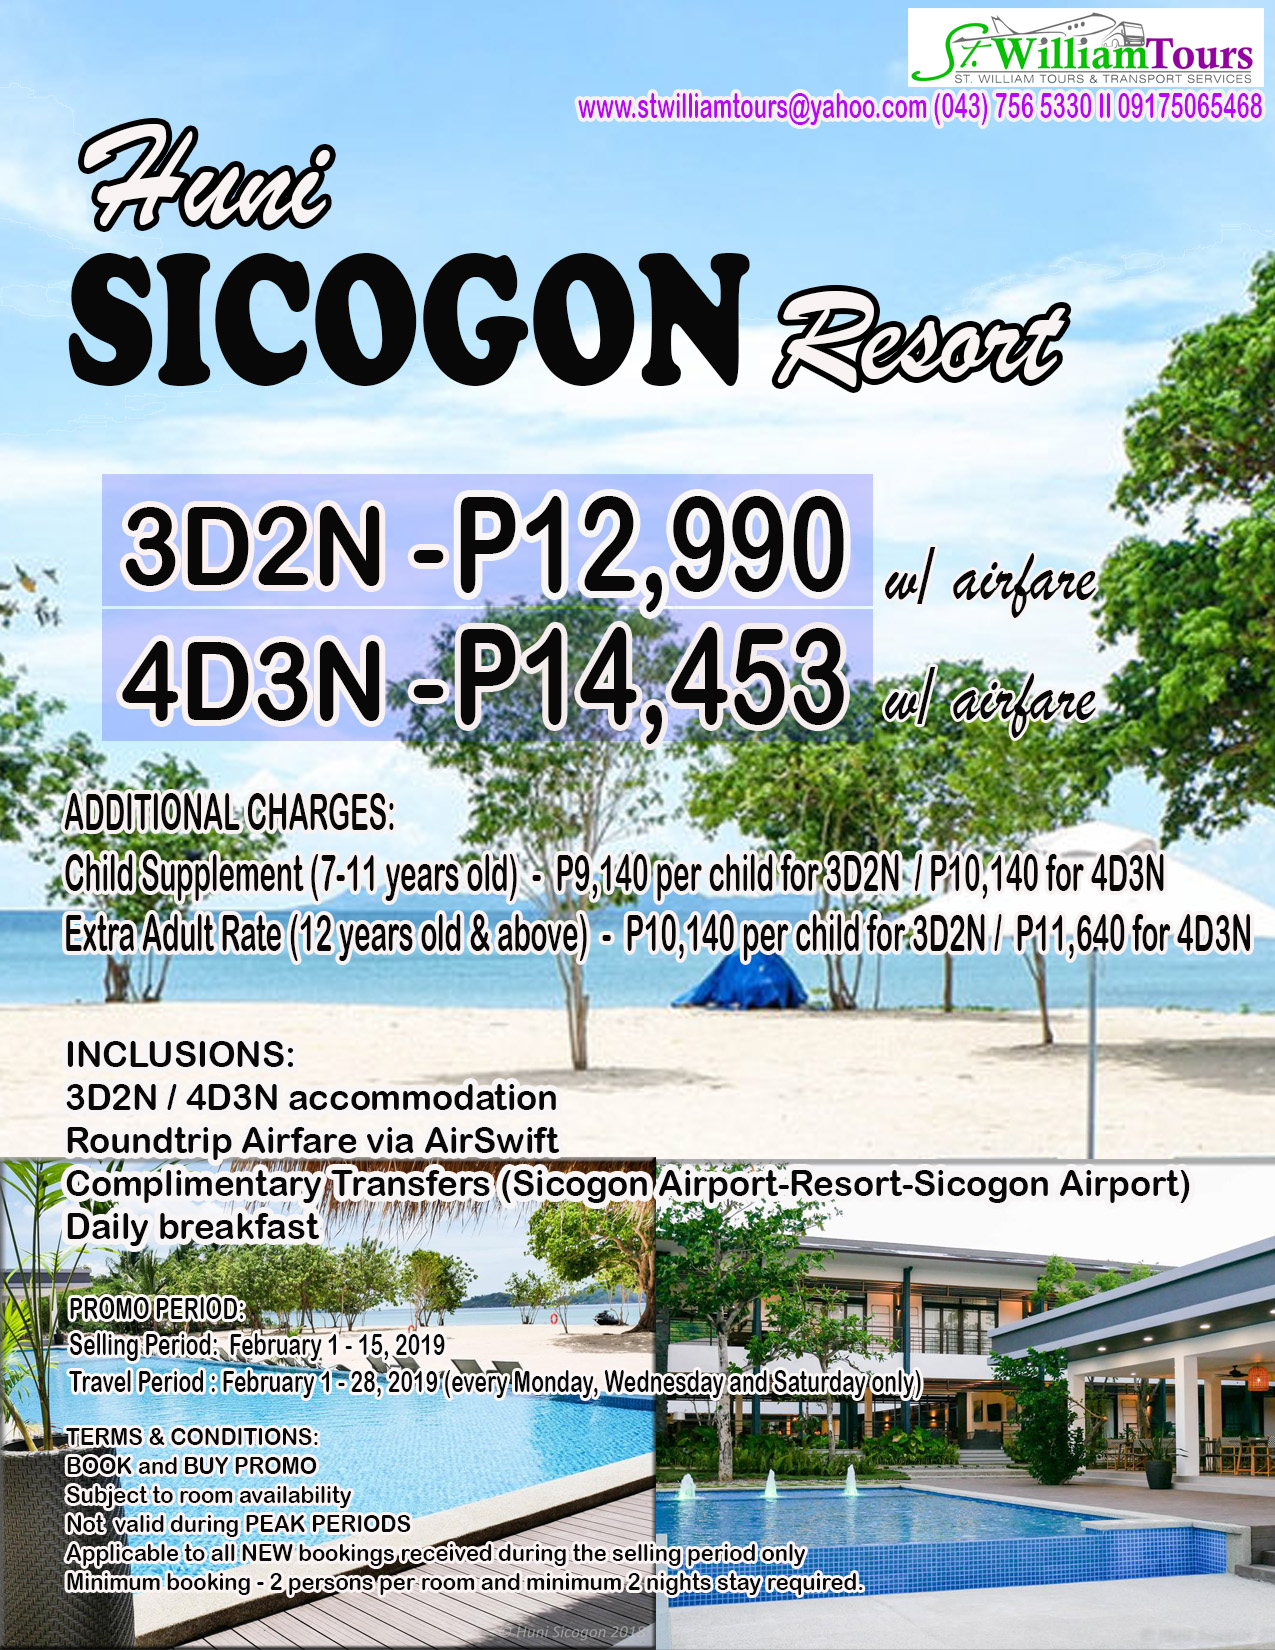 St. William Tours
ST. WILLIAM TOURS & TRANSPORT SERVICES
www.stwilliamtours@yahoo.com (043) 756 5330 II 09175065468
Huni
SICOGON Resort
3D2N - P12,990 w/ airfare
4D3N - P14,453 w/ airfare
ADDITIONAL CHARGES:
Child Supplement (7-11 years old) - P9,140 per child for 3D2N / P10,140 for 4D3N
Extra Adult Rate (12 years old & above) - P10,140 per child for 3D2N / P11,640 for 4D3N
INCLUSIONS:
3D2N / 4D3N accommodation
Roundtrip Airfare via AirSwift
Complimentary Transfers (Sicogon Airport-Resort-Sicogon Airport)
Daily breakfast
PROMO PERIOD:
Selling Period: February 1 - 15, 2019
Travel Period : February 1 - 28, 2019 (every Monday, Wednesday and Saturday only)
TERMS & CONDITIONS:
BOOK and BUY PROMO
Subject to room availability
Not valid during PEAK PERIODS
Applicable to all NEW bookings received during the selling period only
Minimum booking - 2 persons per room and minimum 2 nights stay required.
© Huni Sicogon 2018